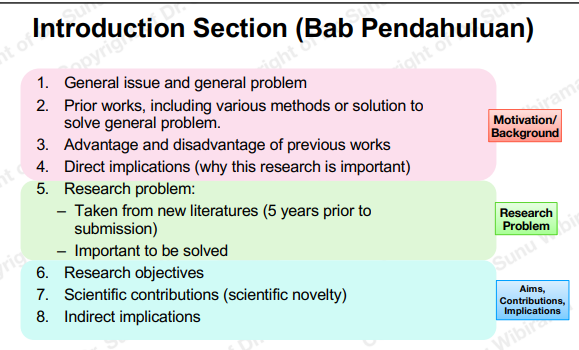 Introduction Section (Bab Pendahuluan)
1. General issue and general problem
2. Prior works, including various methods or solution to
solve general problem.
3. Advantage and disadvantage of previous works
4. Direct implications (why this research is important)
Motivation/
Background
5. Research problem:
– Taken from new literatures (5 years prior to
submission)
– Important to be solved
Research
Problem
6. Research objectives
7. Scientific contributions (scientific novelty)
8. Indirect implications
Aims,
Contributions,
Implications